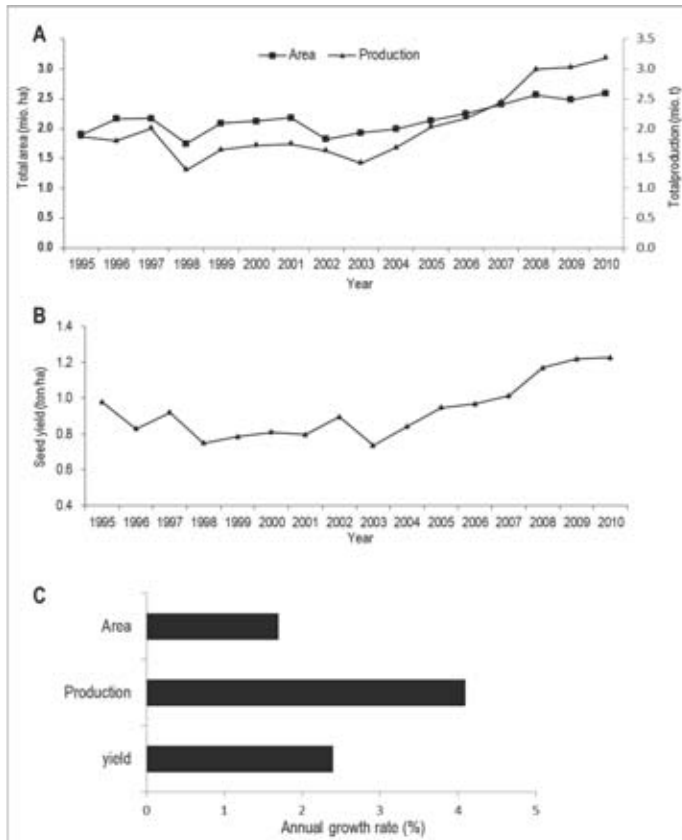 A
Area
Production
Total area (mio. ha)
3.0
2.5
2.0
1.5
1.0
0.5
0.0
3.5
3.0
2.5
2.0
1.5
1.0
0.5
0.0
Totalproduction (mio. t)
1995 1996 1997 1998 1999 2000 2001 2002 2003 2004 2005 2006 2007 2008 2009 2010
Year
B
Seed yield (ton/ha)
1.4
1.2
1.0
0.8
0.6
0.4
1995 1996 1997 1998 1999 2000 2001 2002 2003 2004 2005 2006 2007 2008 2009 2010
Year
C
Area
Production
yield
0 1 2 3 4 5
Annual growth rate (%)